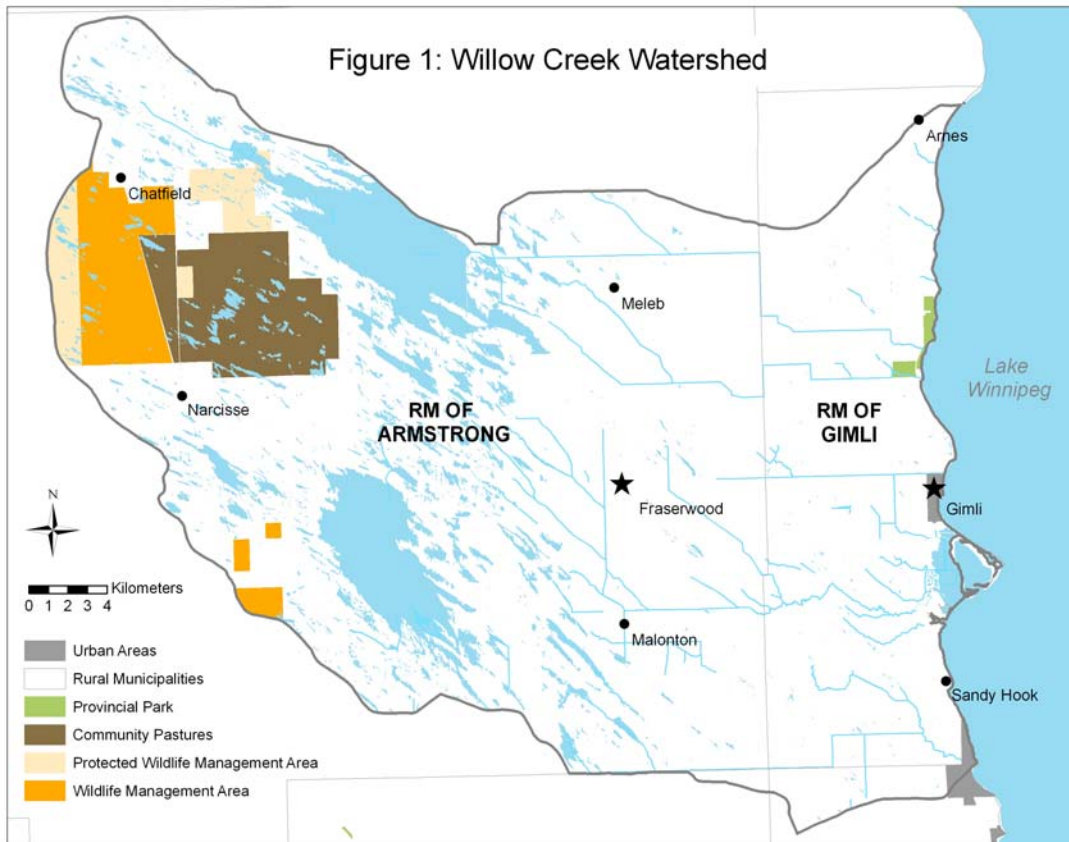 Figure 1: Willow Creek Watershed
Arnes
Chatfield
Meleb
Lake
Winnipeg
Narcisse
RM OF
ARMSTRONG
RM OF
GIMLI
Fraserwood
Gimli
N
Kilometers
0 1 2 3 4
Malonton
Sandy Hook
Urban Areas
Rural Municipalities
Provincial Park
Community Pastures
Protected Wildlife Management Area
Wildlife Management Area